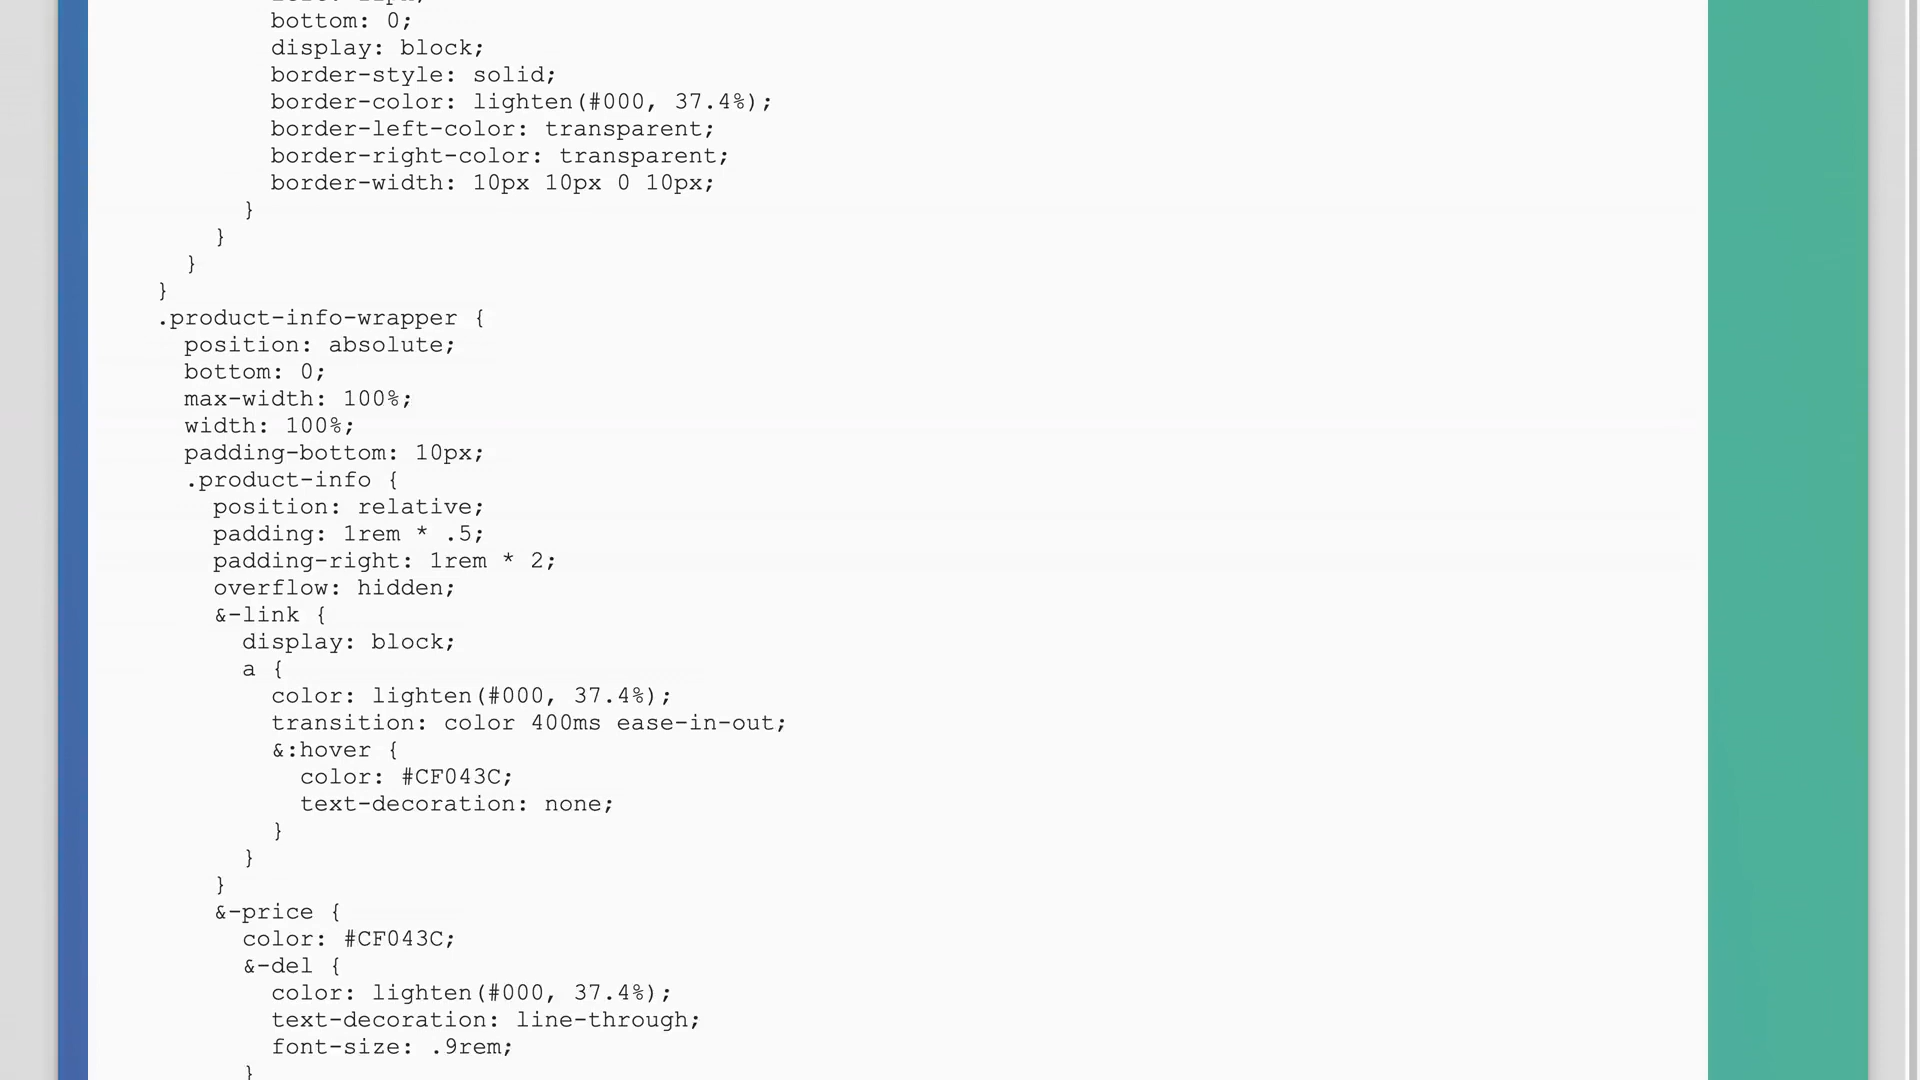 bottom: 0;
display: block;
border-style: solid;
border-color: lighten(#000, 37.4%);
border-left-color: transparent;
border-right-color: transparent;
border-width: 10px 10px 0 10px;
}
}
}
}
.product-info-wrapper {
position: absolute;
bottom: 0;
max-width: 100%;
width: 100%;
padding-bottom: 10px;
.product-info {
position: relative;
padding: 1rem * .5;
padding-right: 1rem * 2;
overflow: hidden;
&-link {
display: block;
a {
color: lighten(#000, 37.4%);
transition: color 400ms ease-in-out;
&:hover {
color: #CF043C;
text-decoration: none;
}
}
}
&-price {
color: #CF043C;
&-del {
color: lighten(#000, 37.4%);
text-decoration: line-through;
font-size: .9rem;
}